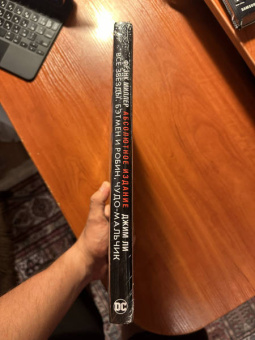 ФРЭНК МИЛЛЕР АБСОЛЮТНОЕ ИЗДАНИЕ ДЖИМ ЛИ
ВСЕ ЗВЕЗДЫ. БЭТМЕН И РОБИН, ЧУДО-МАЛЬЧИК
DC